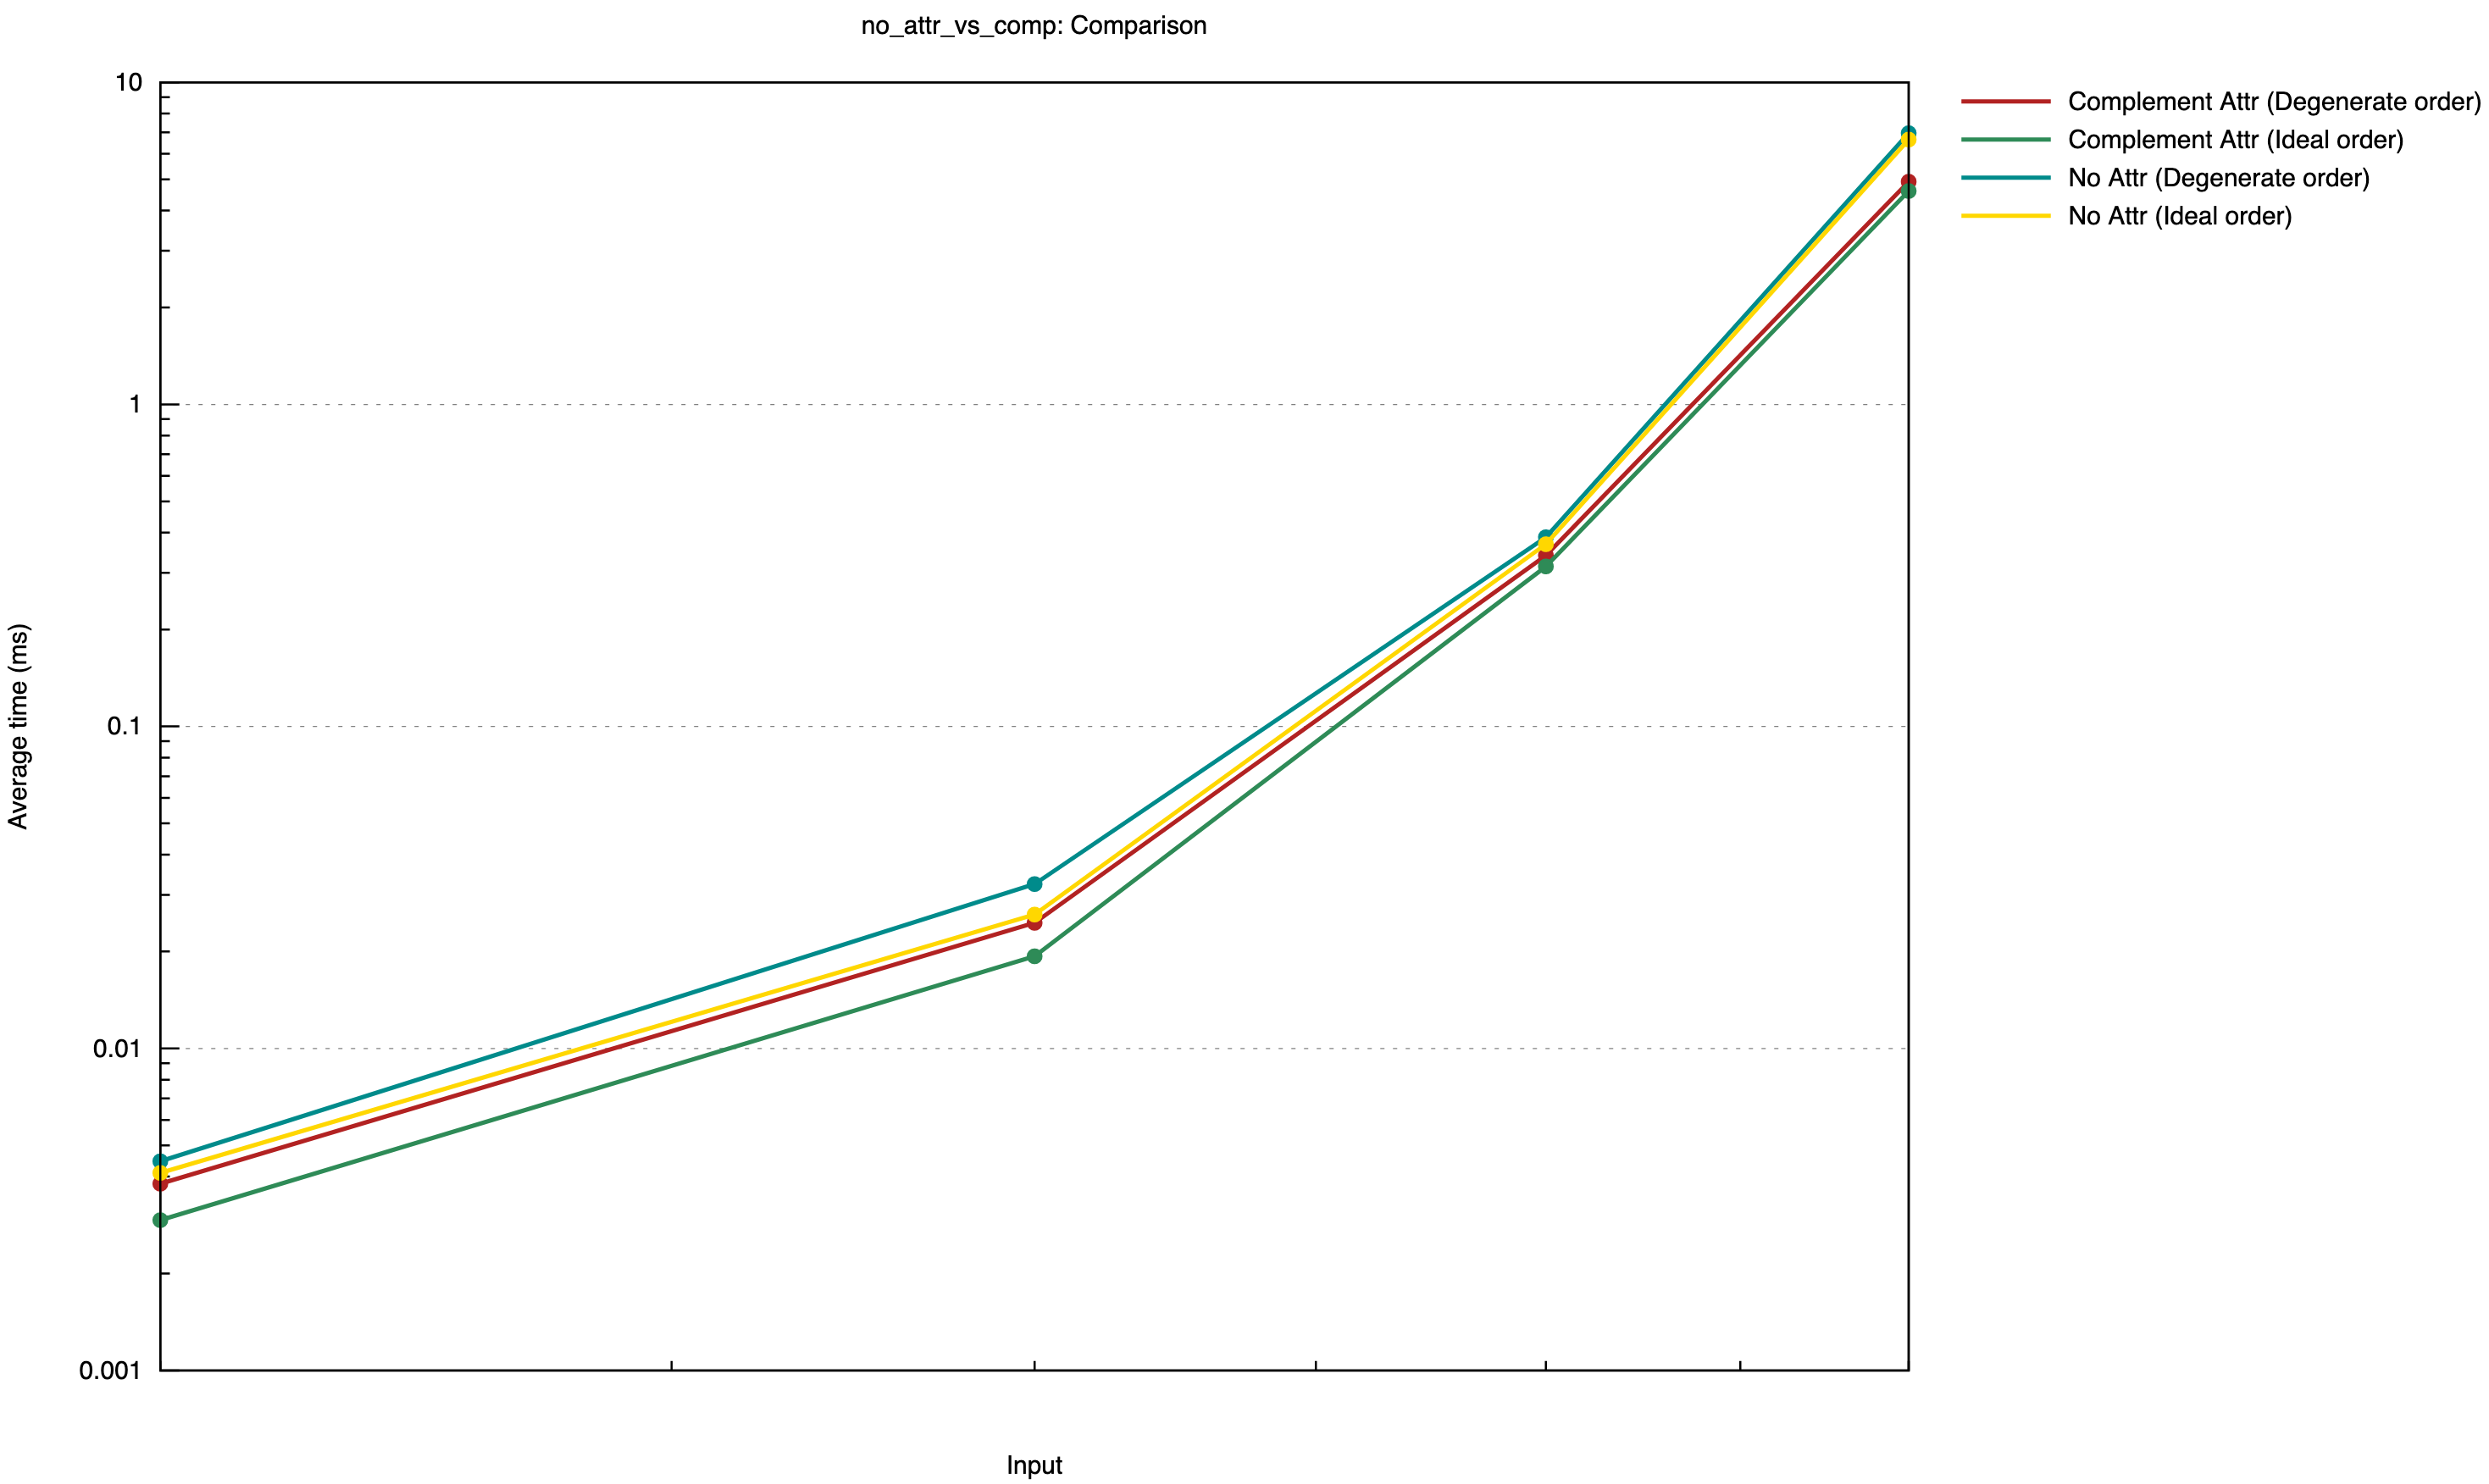 no_attr_vs_comp: Comparison
10
1
0.1
0.01
0.001
Average time (ms)
Input
Complement Attr (Degenerate order)
Complement Attr (Ideal order)
No Attr (Degenerate order)
No Attr (Ideal order)